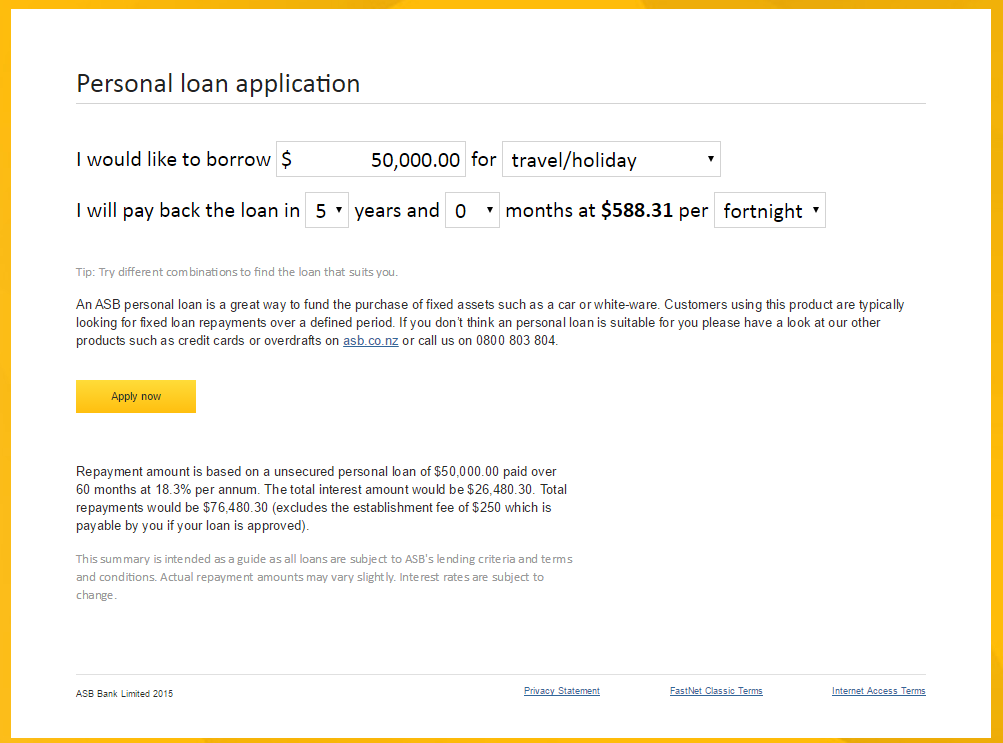 Personal loan application
I would like to borrow $ 50,000.00 for travel/holiday
I will pay back the loan in 5 years and 0 months at $588.31 per fortnight
Tip: Try different combinations to find the loan that suits you.
An ASB personal loan is a great way to fund the purchase of fixed assets such as a car or white-ware. Customers using this product are typically
looking for fixed loan repayments over a defined period. If you don't think an personal loan is suitable for you please have a look at our other
products such as credit cards or overdrafts on asb.co.nz or call us on 0800 803 804.
Apply now
Repayment amount is based on a unsecured personal loan of $50,000.00 paid over
60 months at 18.3% per annum. The total interest amount would be $26,480.30. Total
repayments would be $76,480.30 (excludes the establishment fee of $250 which is
payable by you if your loan is approved).
This summary is intended as a guide as all loans are subject to ASB's lending criteria and terms
and conditions. Actual repayment amounts may vary slightly. Interest rates are subject to
change.
ASB Bank Limited 2015 Privacy Statement FastNet Classic Terms Internet Access Terms